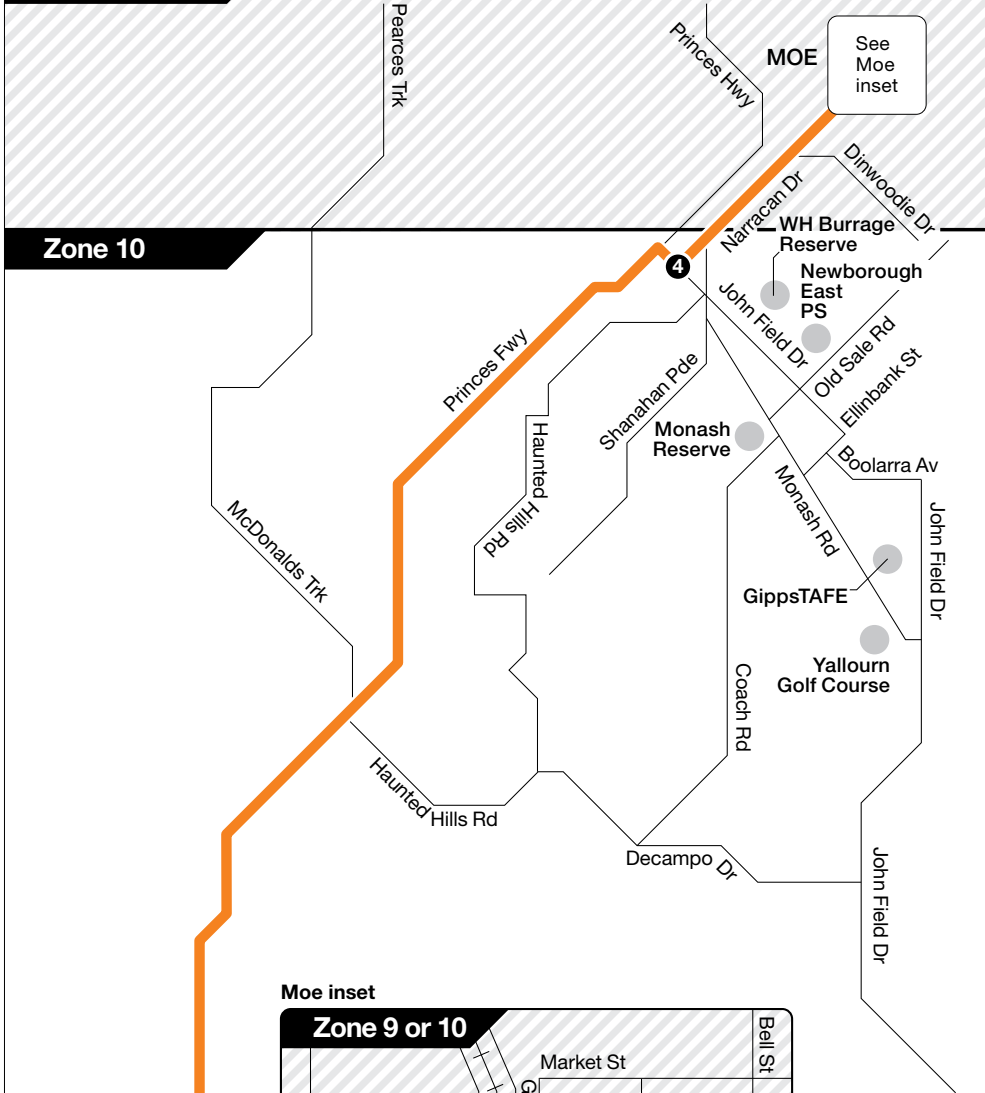 Pearces Trk
Princes Hwy
MOE
See
Moe
inset
Dinwoodie Dr
Narracan Dr
WH Burrage
Reserve
Zone 10
4
Newborough
East
PS
John Field Dr
Old Sale Rd
Princes Fwy
Ellinbank St
Shanahan Pde
Haunted
Hills Rd
Monash
Reserve
Boolarra Av
Monash Rd
John Field Dr
McDonalds Trk
GippsTAFE
Yallourn
Golf Course
Coach Rd
Haunted
Hills Rd
Decampo Dr
John Field Dr
Moe inset
Zone 9 or 10
Bell St
Market St
G